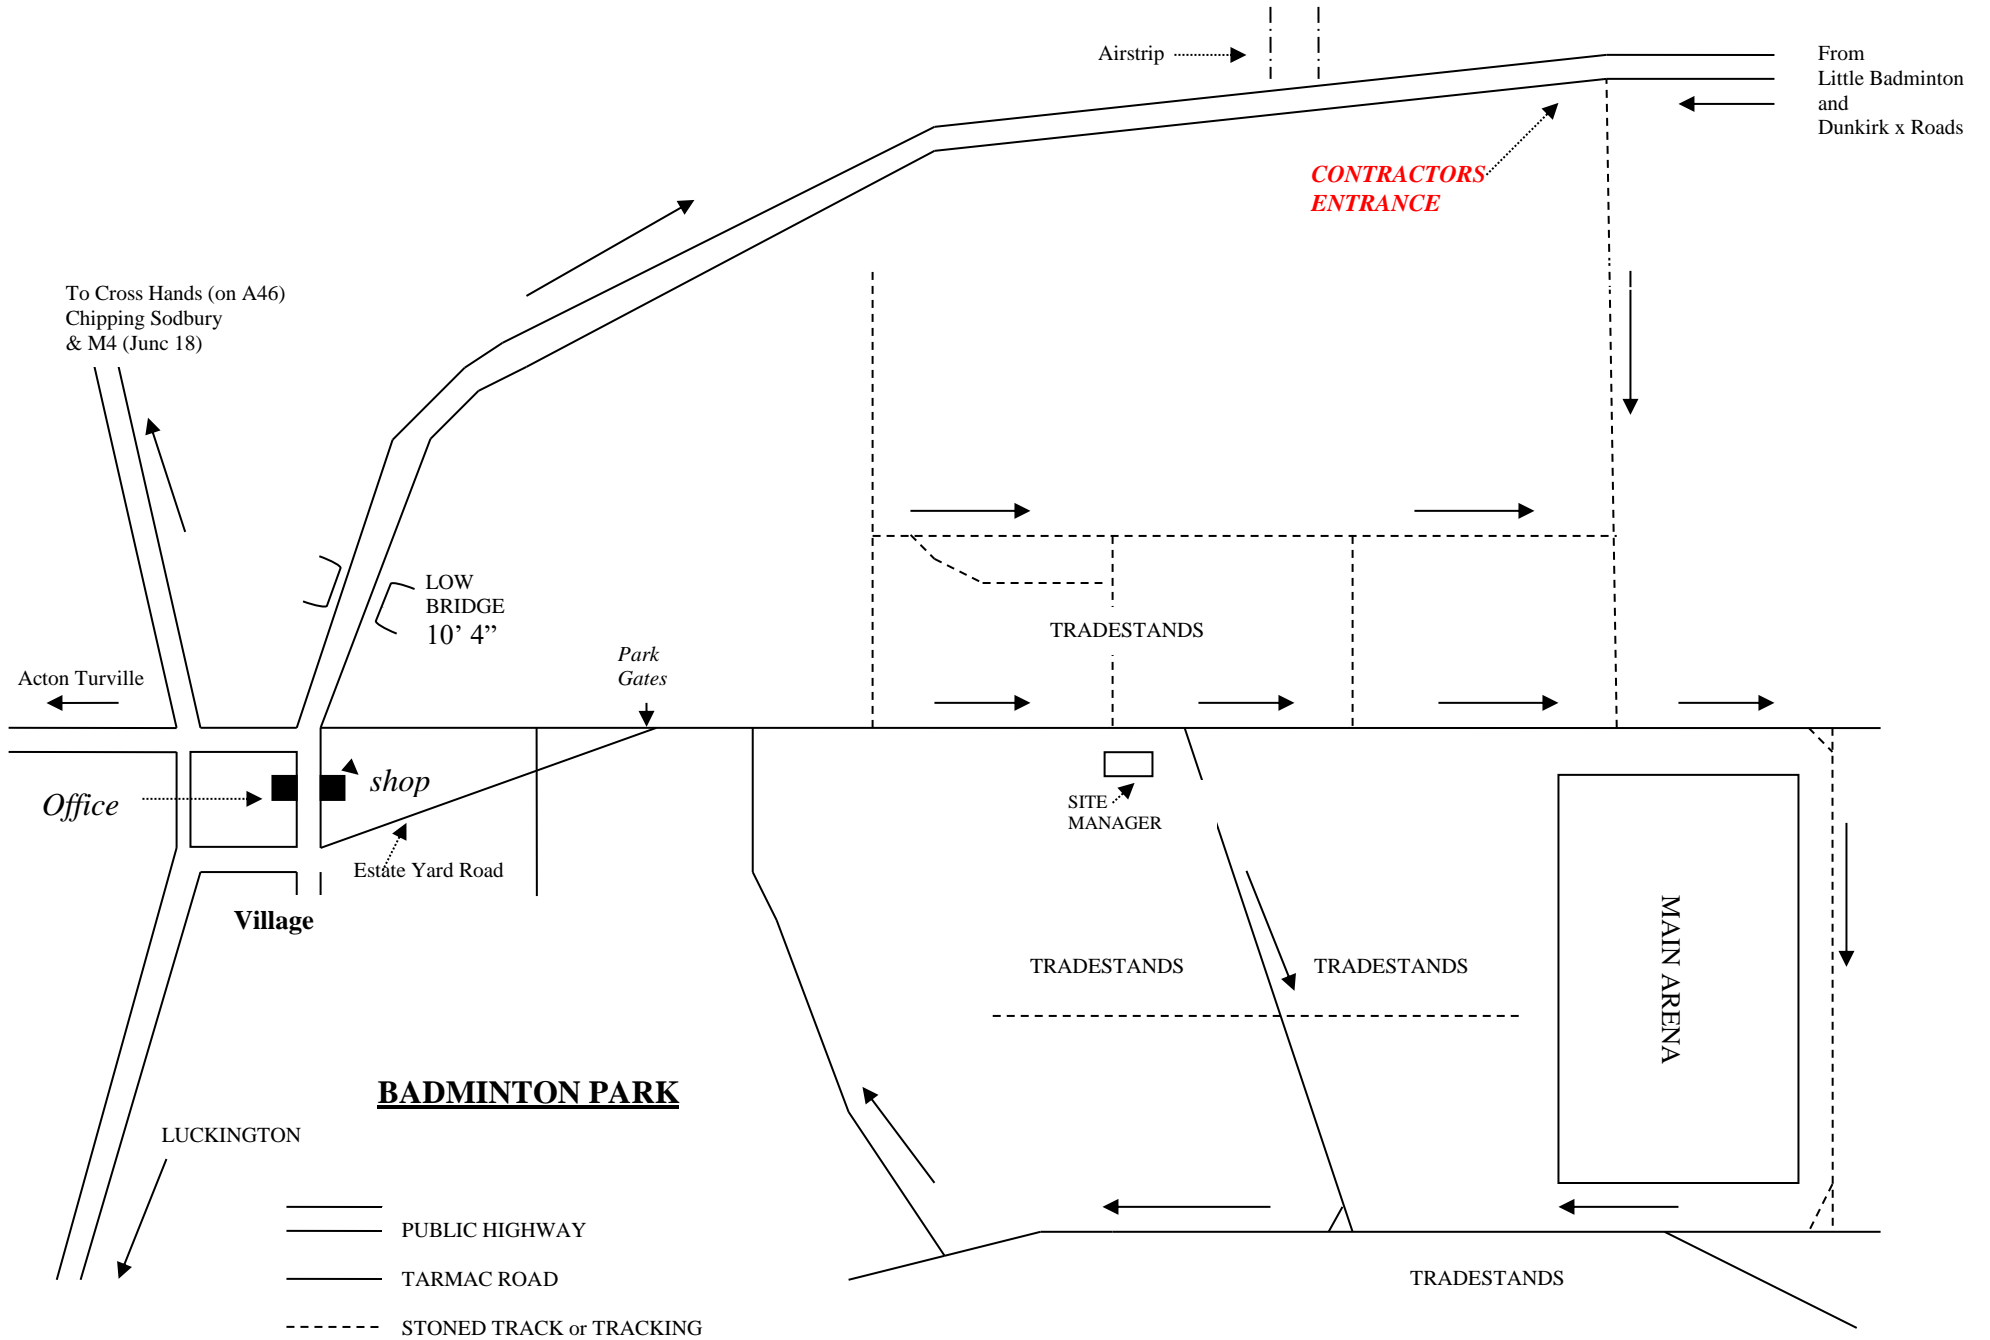 Airstrip
From
Little Badminton
and
Dunkirk x Roads
CONTRACTORS
ENTRANCE
To Cross Hands (on A46)
Chipping Sodbury
& M4 (Junc 18)
LOW
BRIDGE
10’ 4”
TRADESTANDS
Park
Gates
Acton Turville
shop
Office
SITE
MANAGER
Estate Yard Road
Village
MAIN ARENA
TRADESTANDS
TRADESTANDS
BADMINTON PARK
LUCKINGTON
PUBLIC HIGHWAY
TARMAC ROAD
TRADESTANDS
STONED TRACK or TRACKING